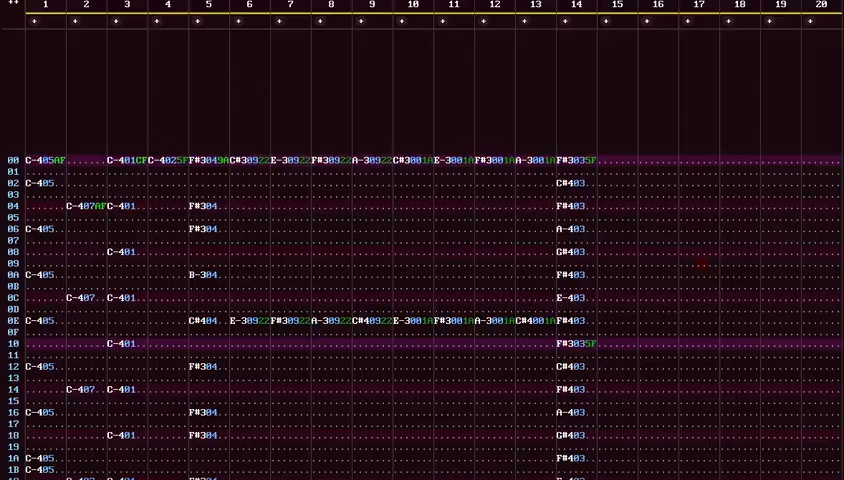 ++ 1 2 3 4 5 6 7 8 9 10 11 12 13 14 15 16 17 18 19 20
+ + + + + + + + + + + + + + + + + + + +
00 C-405AF C-401CF C-4025F F#3049A C#30922 E-30922 F#30922 A-30922 C#3001A E-3001A F#3001A A-3001A F#3035F
01
02 C-405 C#403
03
04 C-407AF C-401 F#304 F#403
05
06 C-405 F#304 A-403
07
08 C-401 G#403
09
0A C-405 B-304 F#403
0B
0C C-407 C-401 E-403
0D
0E C-405 C#404 E-30922 F#30922 A-30922 C#40922 E-3001A F#3001A A-3001A C#4001A F#403
0F
10 C-401 F#3035F
11
12 C-405 F#304 C#403
13
14 C-407 C-401 F#403
15
16 C-405 F#304 A-403
17
18 C-401 F#304 G#403
19
1A C-405 F#403
1B C-405